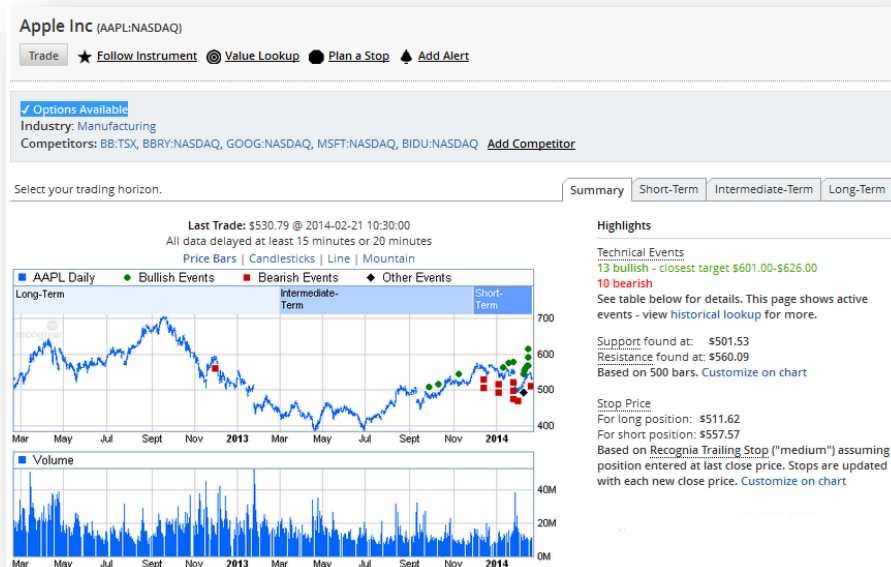 Apple Inc (AAPL:NASDAQ)
Trade Follow Instrument Value Lookup Plan a Stop Add Alert
✓ Options Available
Industry: Manufacturing
Competitors: BB:TSX, BBRY:NASDAQ, GOOG:NASDAQ, MSFT:NASDAQ, BIDU:NASDAQ Add Competitor
Select your trading horizon.
Summary Short-Term Intermediate-Term Long-Term
Last Trade: $530.79 @ 2014-02-21 10:30:00
All data delayed at least 15 minutes or 20 minutes
Price Bars | Candlesticks | Line | Mountain
AAPL Daily Bullish Events Bearish Events Other Events
Long-Term
Intermediate-
Term
Short-
Term
recognia
700
600
500
400
Mar May Jul Sept Nov 2013 Mar May Jul Sept Nov 2014
Volume
40M
20M
0M
Mar May Jul Sept Nov 2013 Mar May Jul Sept Nov 2014
Highlights
Technical Events
13 bullish - closest target $601.00-$626.00
10 bearish
See table below for details. This page shows active
events - view historical lookup for more.
Support found at: $501.53
Resistance found at: $560.09
Based on 500 bars. Customize on chart
Stop Price
For long position: $511.62
For short position: $557.57
Based on Recognia Trailing Stop ("medium") assuming
position entered at last close price. Stops are updated
with each new close price. Customize on chart